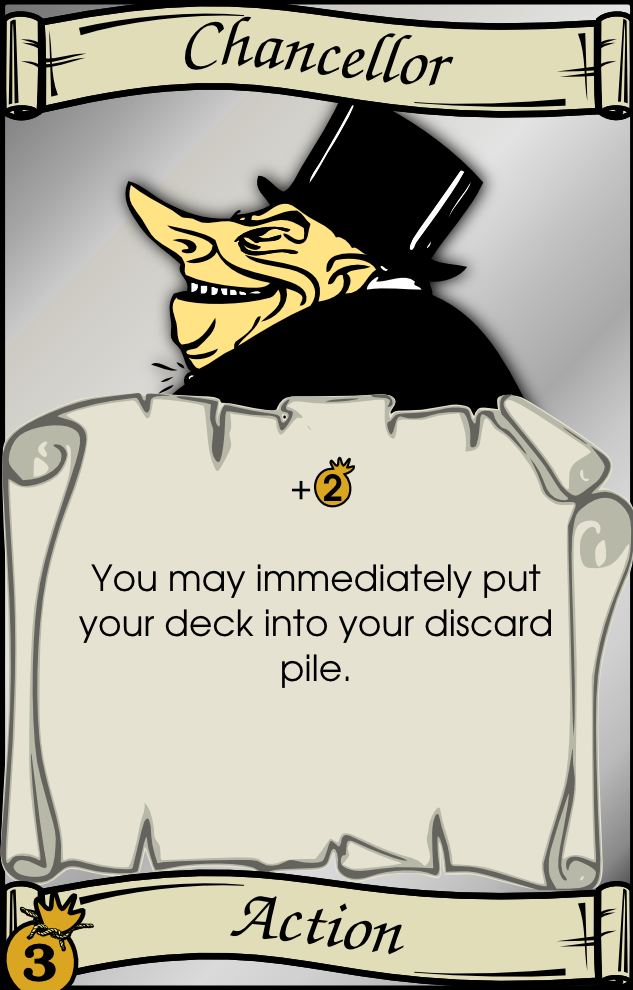 Chancellor
+2
You may immediately put
your deck into your discard
pile.
Action
3